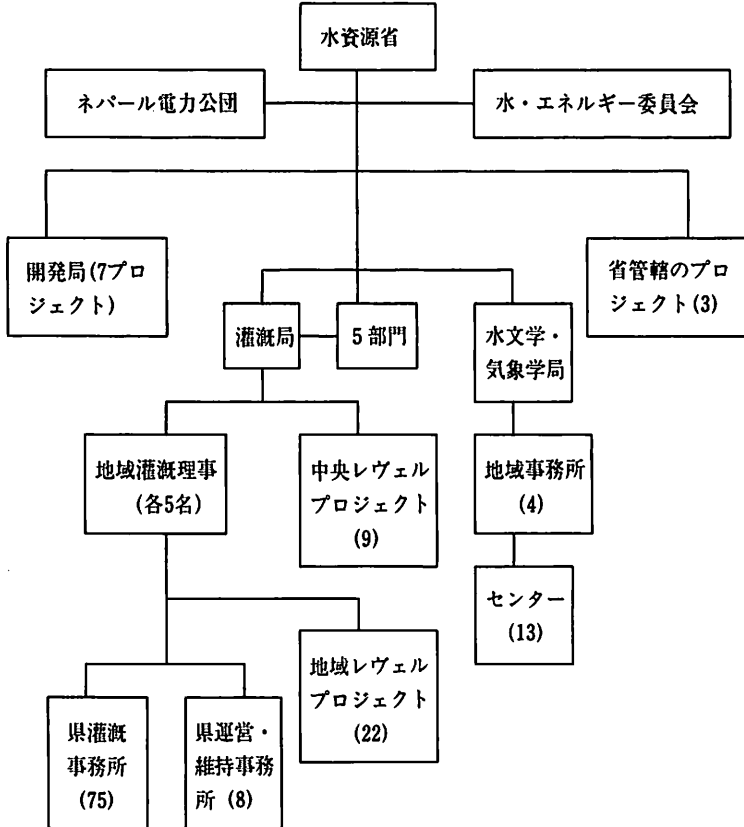 水資源省
ネパール電力公団
水・エネルギー委員会
開発局(7プロ
ジェクト)
省管轄のプロ
ジェクト(3)
灌漑局
5部門
水文学・
気象学局
地域灌漑理事
(各5名)
中央レヴェル
プロジェクト
(9)
地域事務所
(4)
センター
(13)
地域レヴェル
プロジェクト
(22)
県灌漑
事務所
(75)
県運営・
維持事務
所 (8)